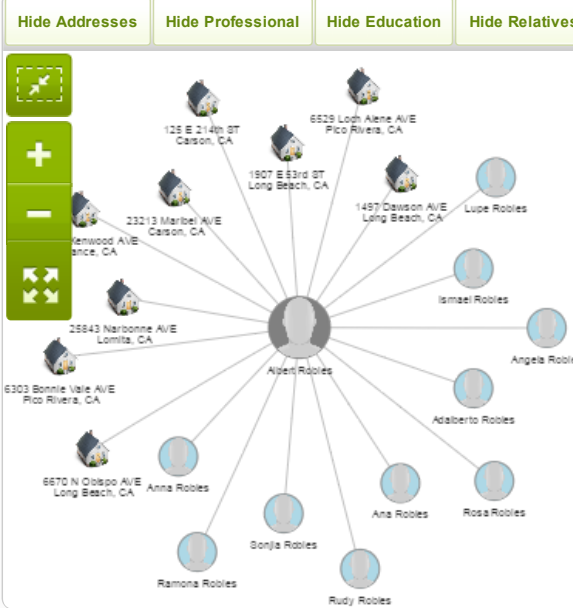 Hide Addresses
Hide Professional
Hide Education
Hide Relatives
125 E 214th ST
Carson, CA
6529 Loch Alene AVE
Pico Rivera, CA
1907 E 53rd ST
Long Beach, CA
1497 Dawson AVE
Long Beach, CA
Lupe Robles
23213 Maribel AVE
Carson, CA
Kenwood AVE
ance, CA
Ismael Robles
25843 Narbonne AVE
Lomita, CA
Angela Roble
Albert Robles
6303 Bonnie Vale AVE
Pico Rivera, CA
Adalberto Robles
6670 N Obispo AVE
Long Beach, CA
Anna Robles
Ana Robles
Rosa Robles
Sonjia Robles
Ramona Robles
Rudy Robles